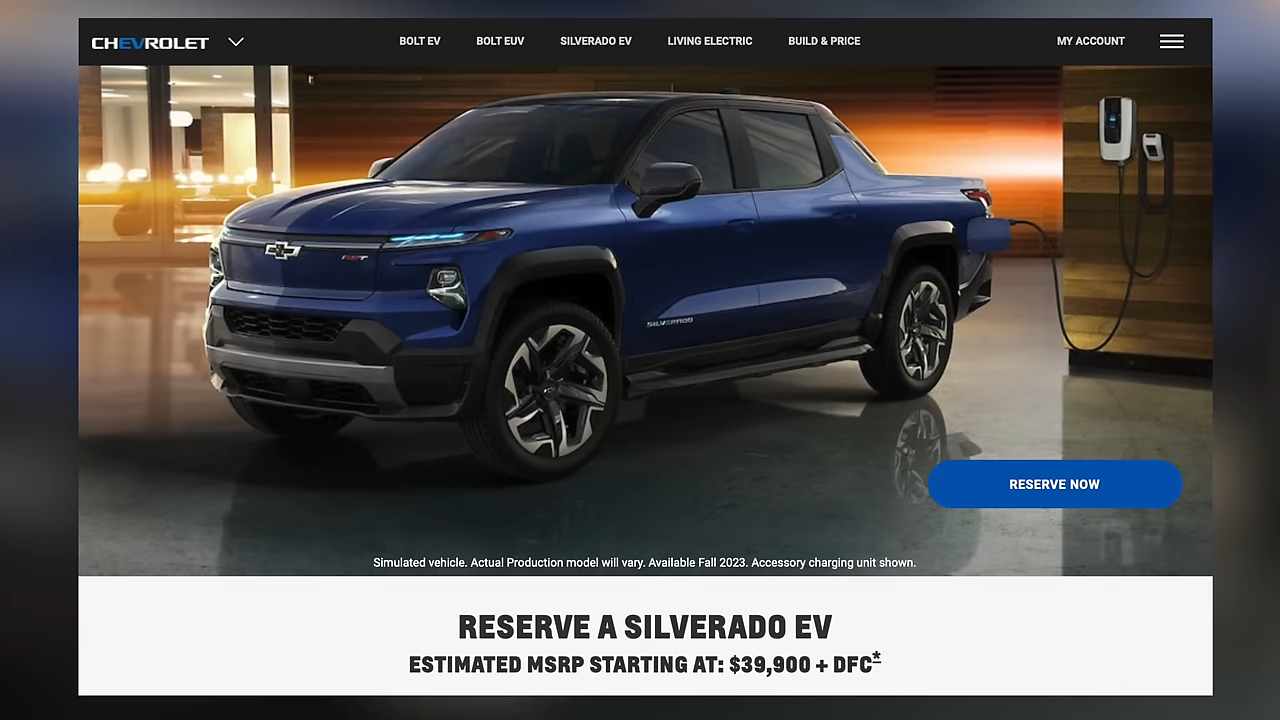 CHEVROLET
BOLT EV
BOLT EUV
SILVERADO EV
LIVING ELECTRIC
BUILD & PRICE
MY ACCOUNT
RST
SILVERADO
RESERVE NOW
Simulated vehicle. Actual Production model will vary. Available Fall 2023. Accessory charging unit shown.
RESERVE A SILVERADO EV
ESTIMATED MSRP STARTING AT: $39,900 + DFC*